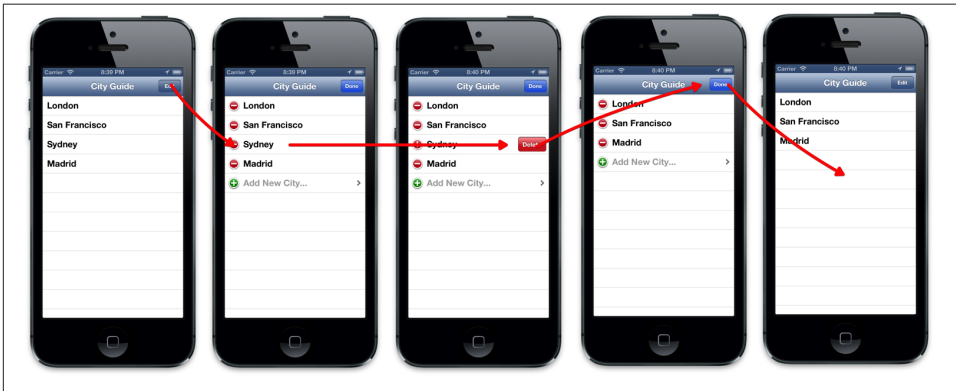 Carrier 8:39 PM
City Guide Edit
London
San Francisco
Sydney
Madrid
Carrier 8:39 PM
City Guide Done
London
San Francisco
Sydney
Madrid
Add New City...
Carrier 8:40 PM
City Guide Done
London
San Francisco
Sydney Delet
Madrid
Add New City...
Carrier 8:40 PM
City Guide Done
London
San Francisco
Madrid
Add New City...
Carrier 8:40 PM
City Guide Edit
London
San Francisco
Madrid